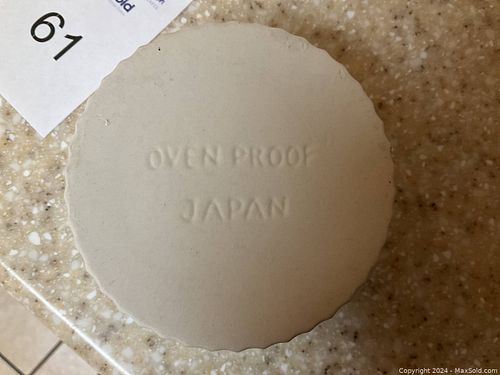 61
OVEN PROOF
JAPAN
Copyright © 2024 - MaxSold.com